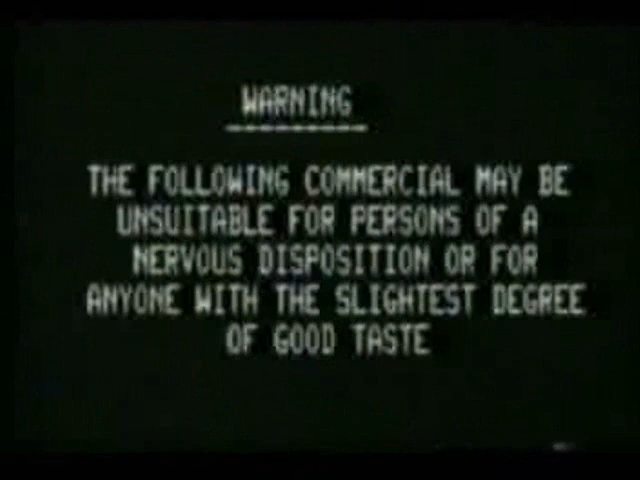 WARNING
THE FOLLOWING COMMERCIAL MAY BE
UNSUITABLE FOR PERSONS OF A
NERVOUS DISPOSITION OR FOR
ANYONE WITH THE SLIGHTEST DEGREE
OF GOOD TASTE